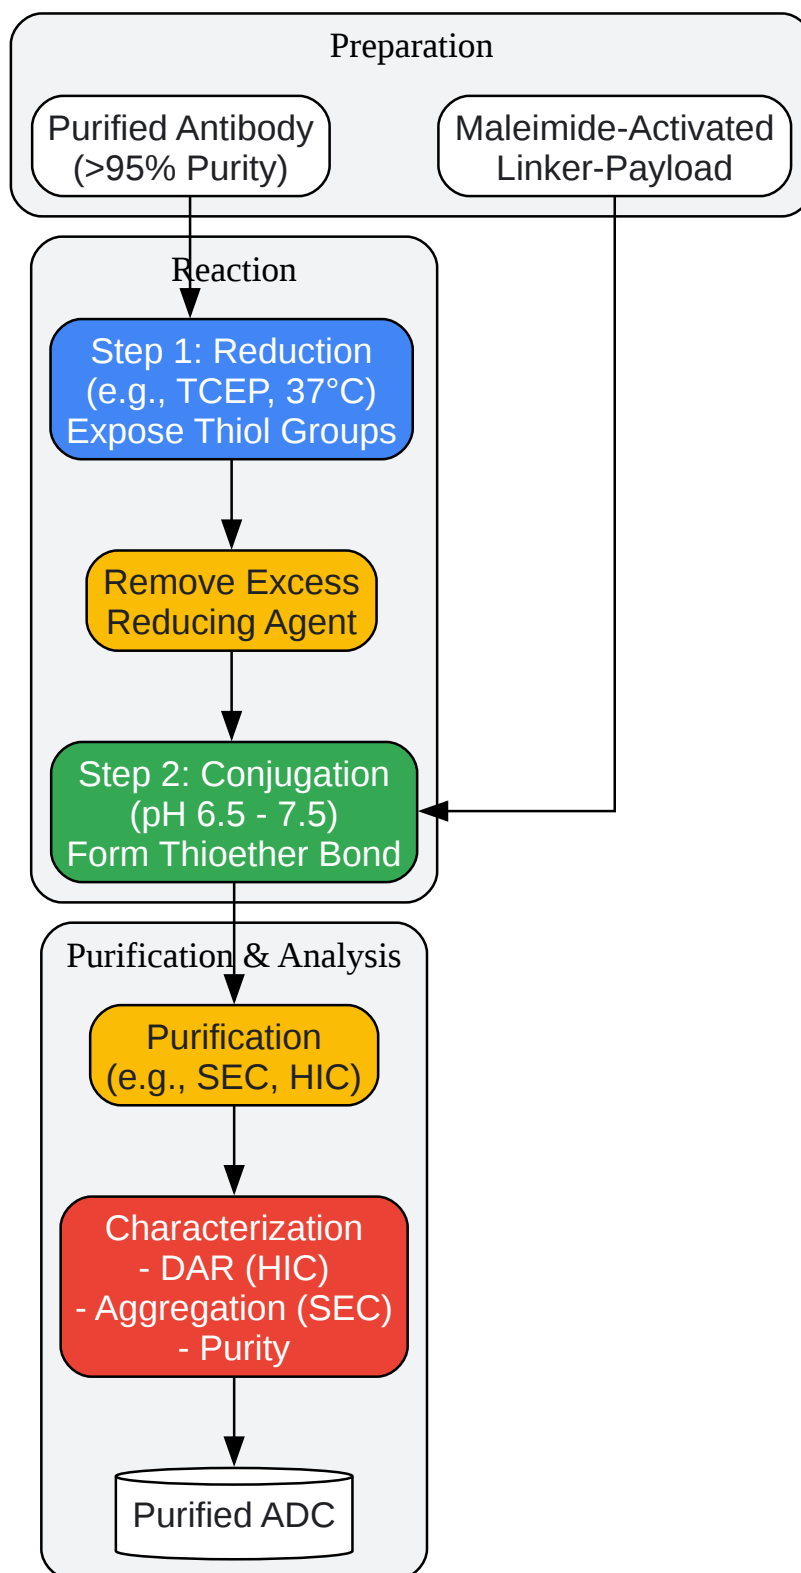 Preparation
Purified Antibody
(>95% Purity)
Maleimide-Activated
Linker-Payload
Reaction
Step 1: Reduction
(e.g., TCEP, 37°C)
Expose Thiol Groups
Remove Excess
Reducing Agent
Step 2: Conjugation
(pH 6.5 - 7.5)
Form Thioether Bond
Purification & Analysis
Purification
(e.g., SEC, HIC)
Characterization
- DAR (HIC)
- Aggregation (SEC)
- Purity
Purified ADC